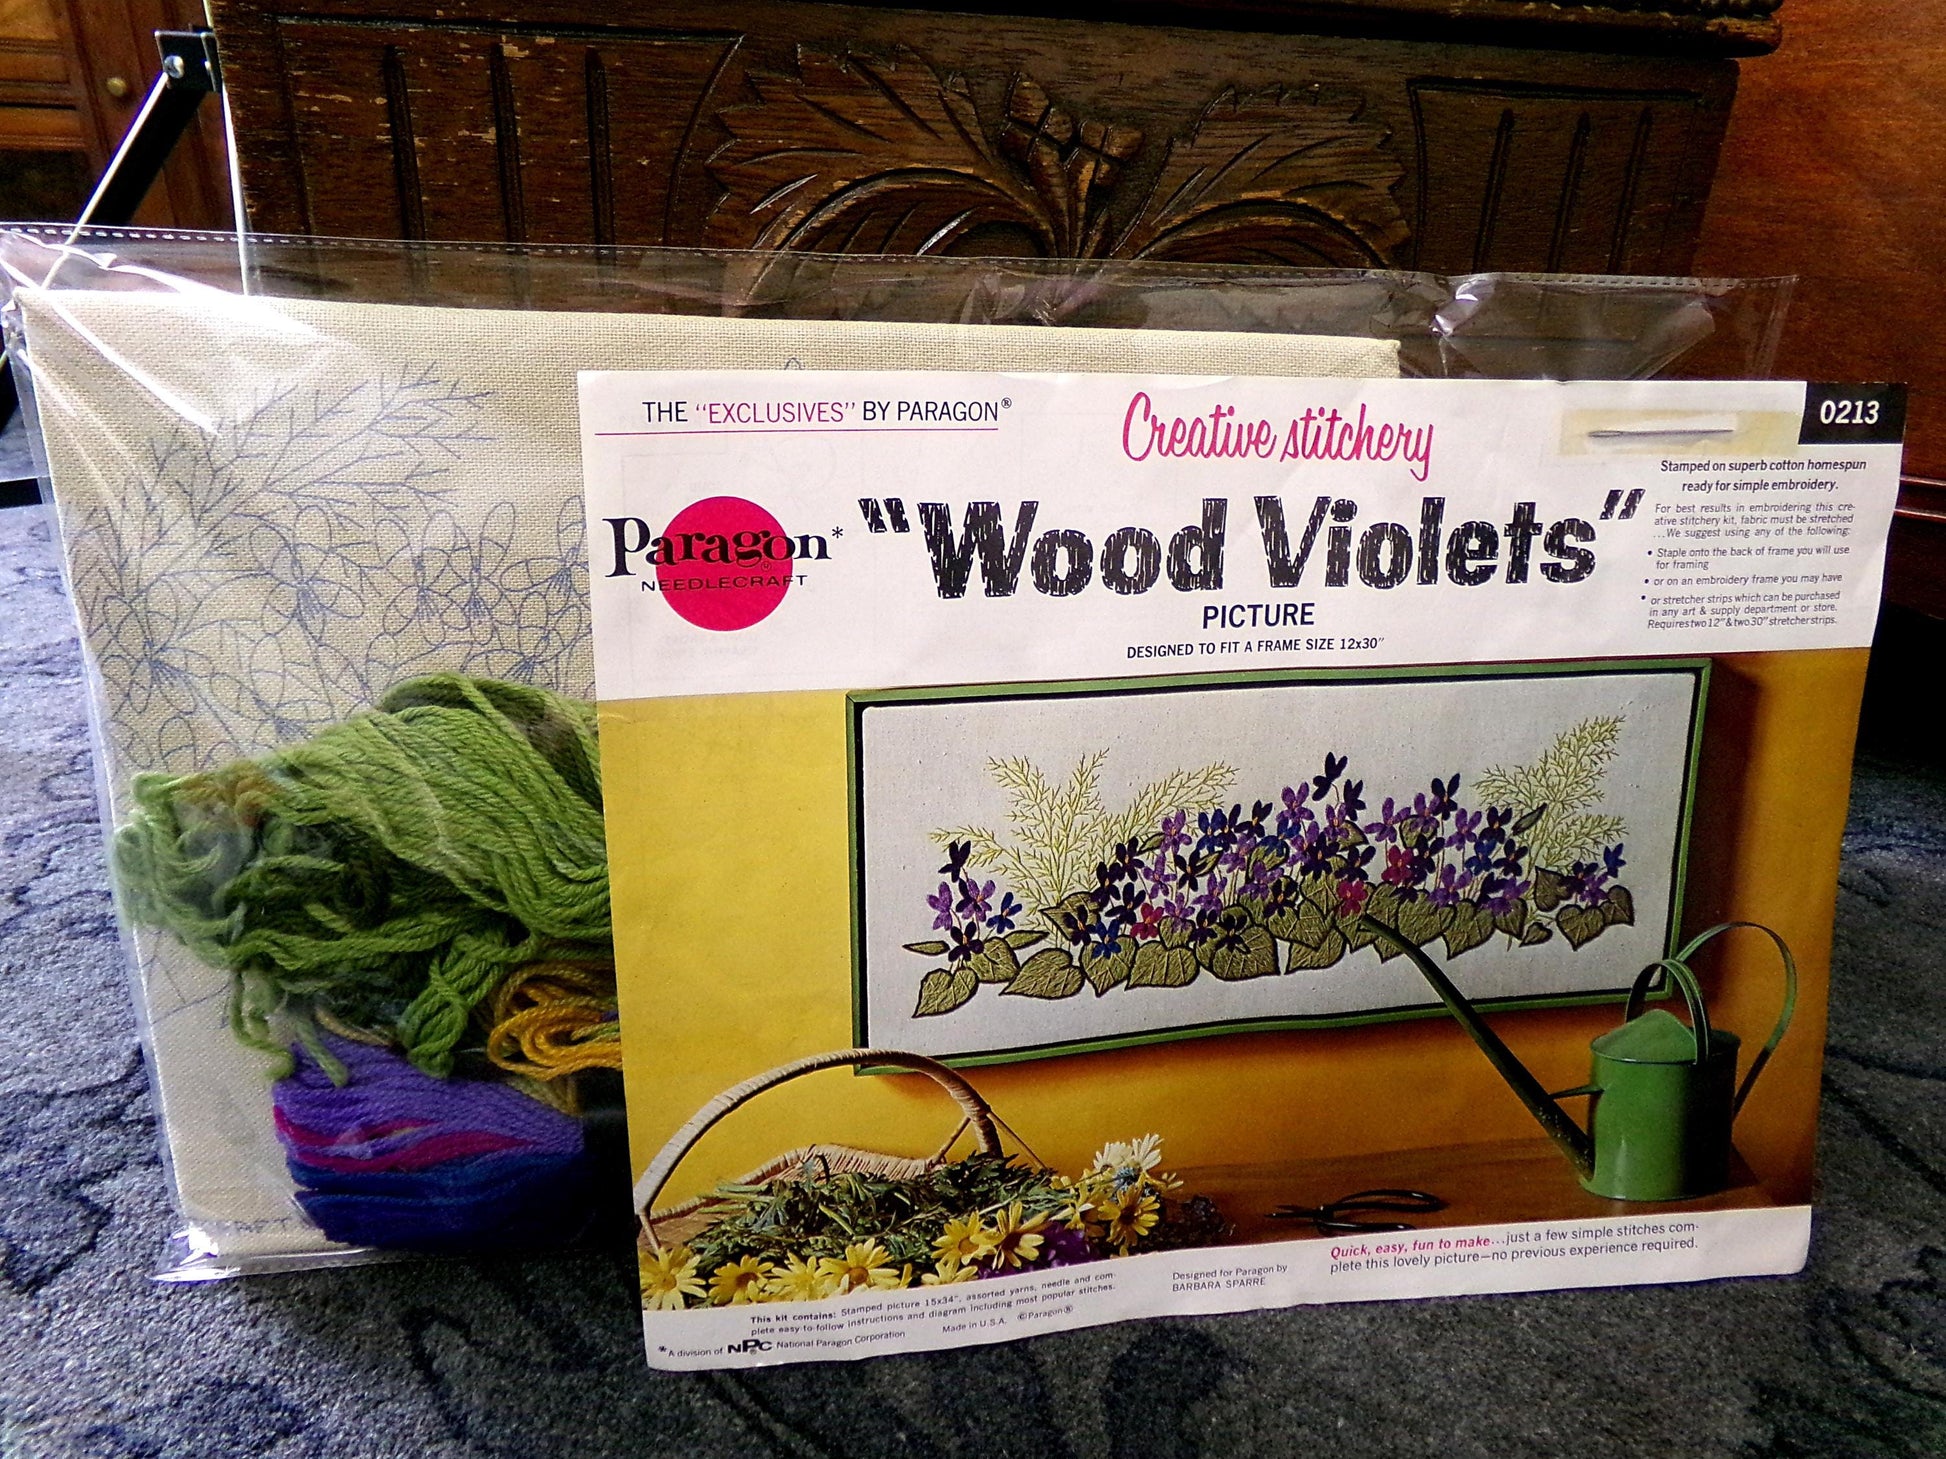 THE "EXCLUSIVES" BY PARAGON®
Creative stitchery
0213
Paragon*
®
NEEDLECRAFT
"Wood Violets"
PICTURE
DESIGNED TO FIT A FRAME SIZE 12x30"
Stamped on superb cotton homespun
ready for simple embroidery.
For best results in embroidering this cre-
ative stitchery kit, fabric must be stretched
...We suggest using any of the following:
• Staple onto the back of frame you will use
for framing
• or on an embroidery frame you may have
• or stretcher strips which can be purchased
in any art & supply department or store.
Requires two 12" & two 30" stretcher strips.
Quick, easy, fun to make...just a few simple stitches com-
plete this lovely picture—no previous experience required.
Designed for Paragon by
BARBARA SPARRE
This kit contains: Stamped picture 15x34", assorted yarns, needle and com-
plete easy-to-follow instructions and diagram including most popular stitches.
*A division of NPC® National Paragon Corporation
Made in U.S.A. ©Paragon®